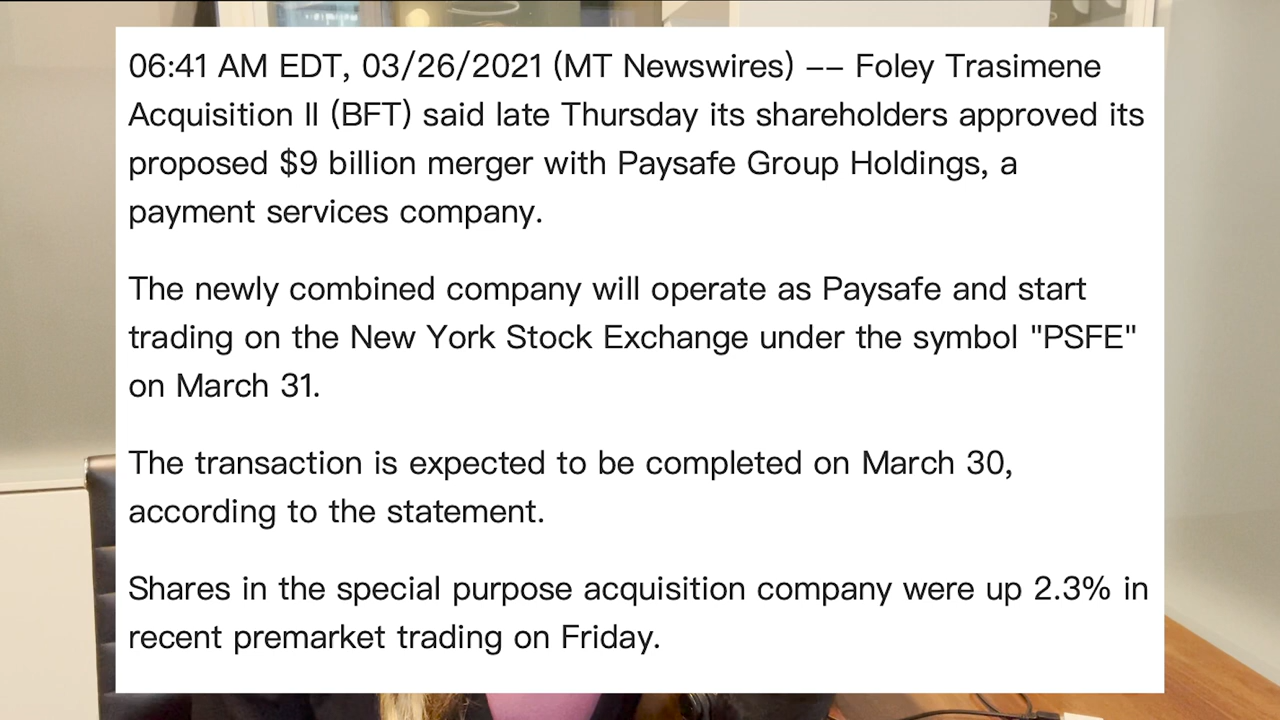 06:41 AM EDT, 03/26/2021 (MT Newswires) -- Foley Trasimene
Acquisition II (BFT) said late Thursday its shareholders approved its
proposed $9 billion merger with Paysafe Group Holdings, a
payment services company.
The newly combined company will operate as Paysafe and start
trading on the New York Stock Exchange under the symbol "PSFE"
on March 31.
The transaction is expected to be completed on March 30,
according to the statement.
Shares in the special purpose acquisition company were up 2.3% in
recent premarket trading on Friday.